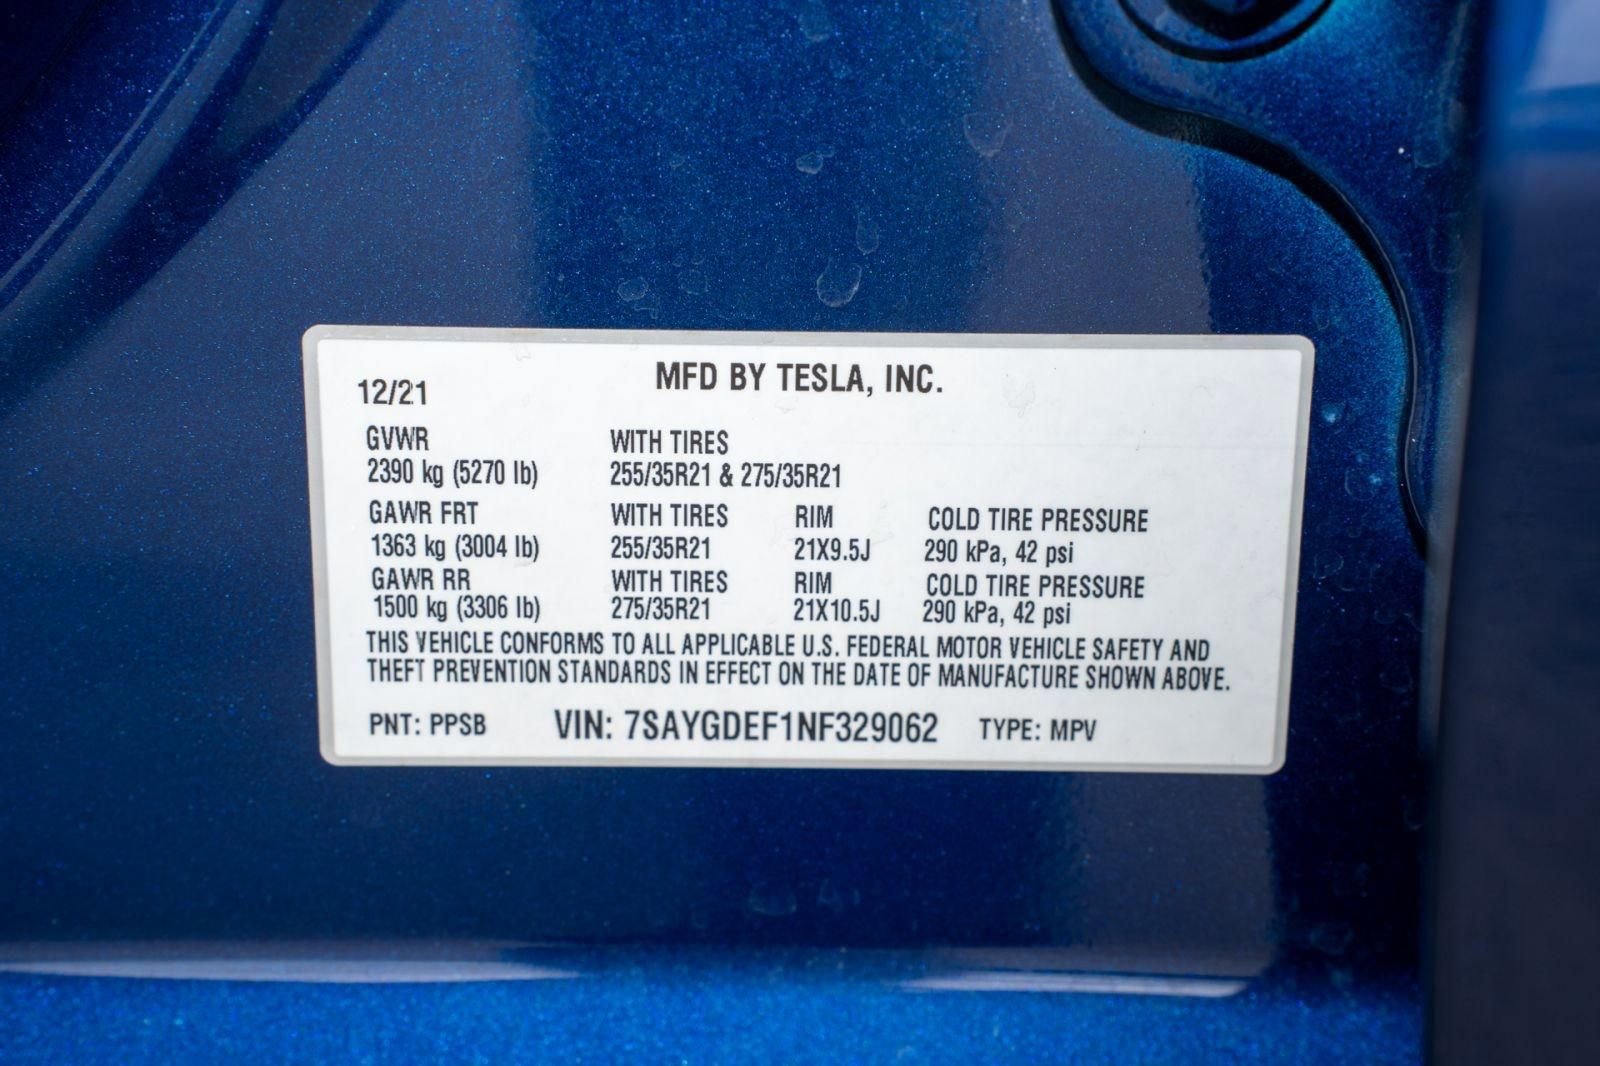 MFD BY TESLA, INC.
12/21
GVWR WITH TIRES
2390 kg (5270 lb) 255/35R21 & 275/35R21
GAWR FRT WITH TIRES RIM COLD TIRE PRESSURE
1363 kg (3004 lb) 255/35R21 21X9.5J 290 kPa, 42 psi
GAWR RR WITH TIRES RIM COLD TIRE PRESSURE
1500 kg (3306 lb) 275/35R21 21X10.5J 290 kPa, 42 psi
THIS VEHICLE CONFORMS TO ALL APPLICABLE U.S. FEDERAL MOTOR VEHICLE SAFETY AND
THEFT PREVENTION STANDARDS IN EFFECT ON THE DATE OF MANUFACTURE SHOWN ABOVE.
PNT: PPSB VIN: 7SAYGDEF1NF329062 TYPE: MPV